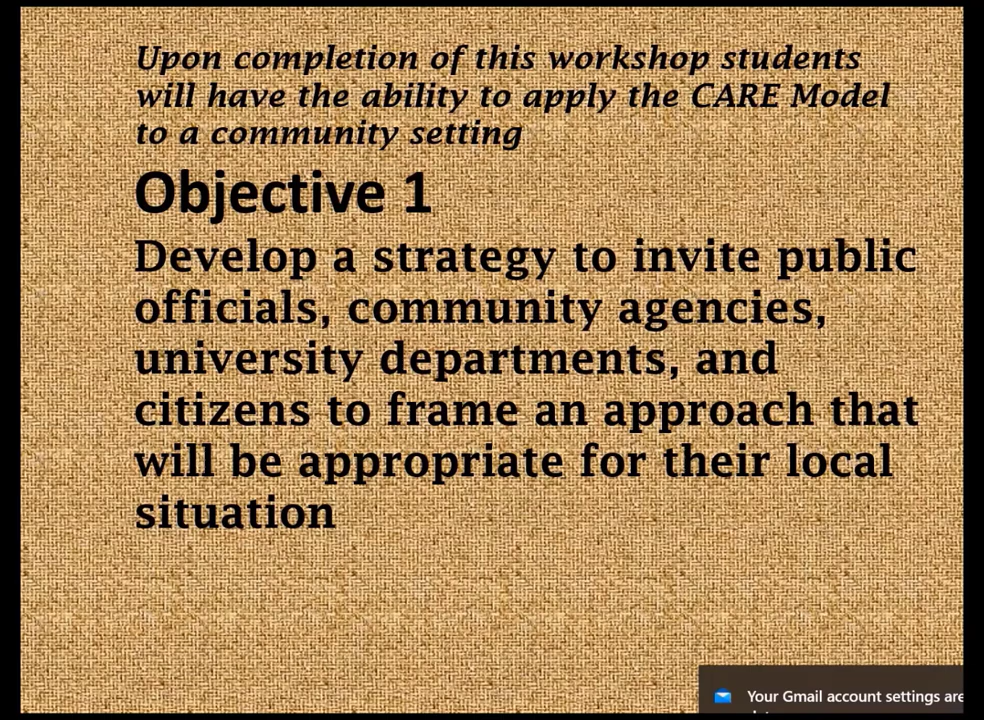 Upon completion of this workshop students
will have the ability to apply the CARE Model
to a community setting
Objective 1
Develop a strategy to invite public
officials, community agencies,
university departments, and
citizens to frame an approach that
will be appropriate for their local
situation
Your Gmail account settings are